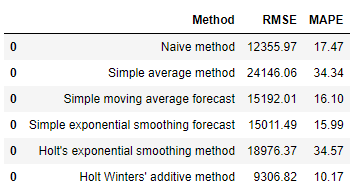 Method RMSE MAPE
0 Naive method 12355.97 17.47
0 Simple average method 24146.06 34.34
0 Simple moving average forecast 15192.01 16.10
0 Simple exponential smoothing forecast 15011.49 15.99
0 Holt's exponential smoothing method 18976.37 34.57
0 Holt Winters' additive method 9306.82 10.17